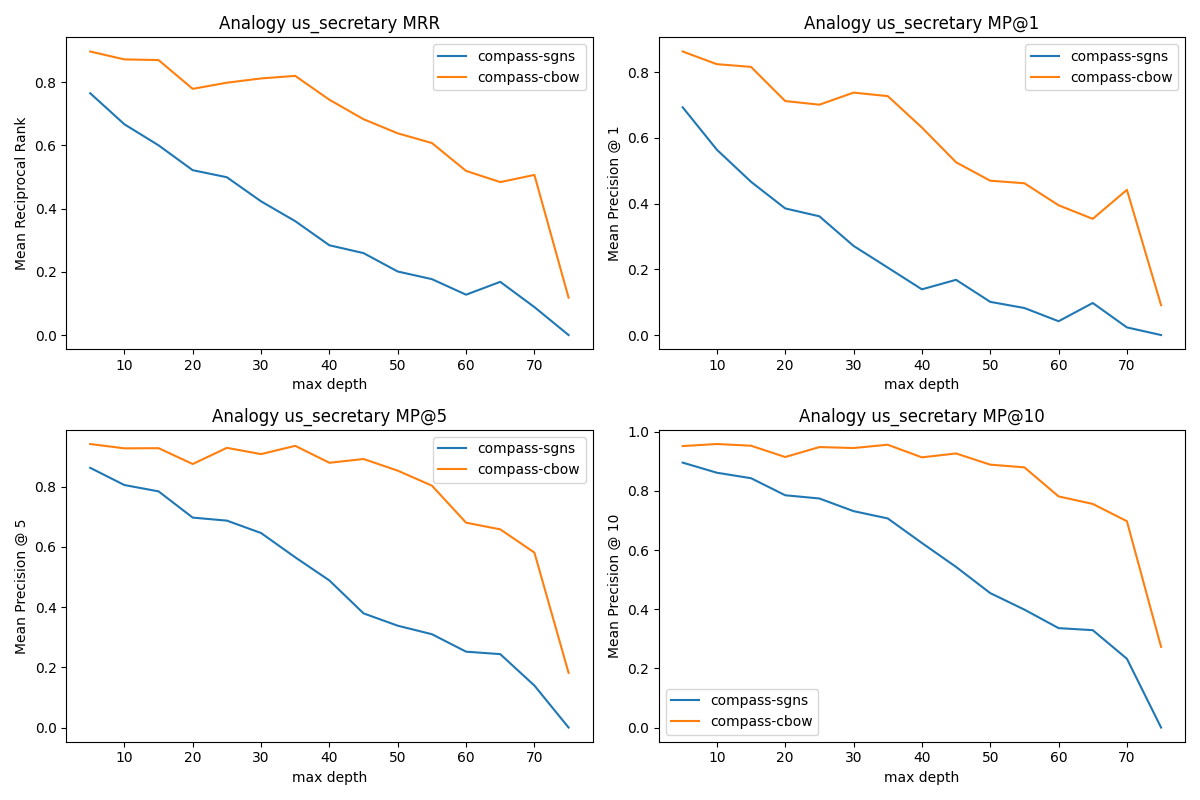 Analogy us_secretary MRR
Mean Reciprocal Rank
0.8
0.6
0.4
0.2
0.0
compass-sgns
compass-cbow
10 20 30 40 50 60 70
max depth
Analogy us_secretary MP@1
Mean Precision @ 1
0.8
0.6
0.4
0.2
0.0
compass-sgns
compass-cbow
10 20 30 40 50 60 70
max depth
Analogy us_secretary MP@5
Mean Precision @ 5
0.8
0.6
0.4
0.2
0.0
compass-sgns
compass-cbow
10 20 30 40 50 60 70
max depth
Analogy us_secretary MP@10
Mean Precision @ 10
1.0
0.8
0.6
0.4
0.2
0.0
compass-sgns
compass-cbow
10 20 30 40 50 60 70
max depth